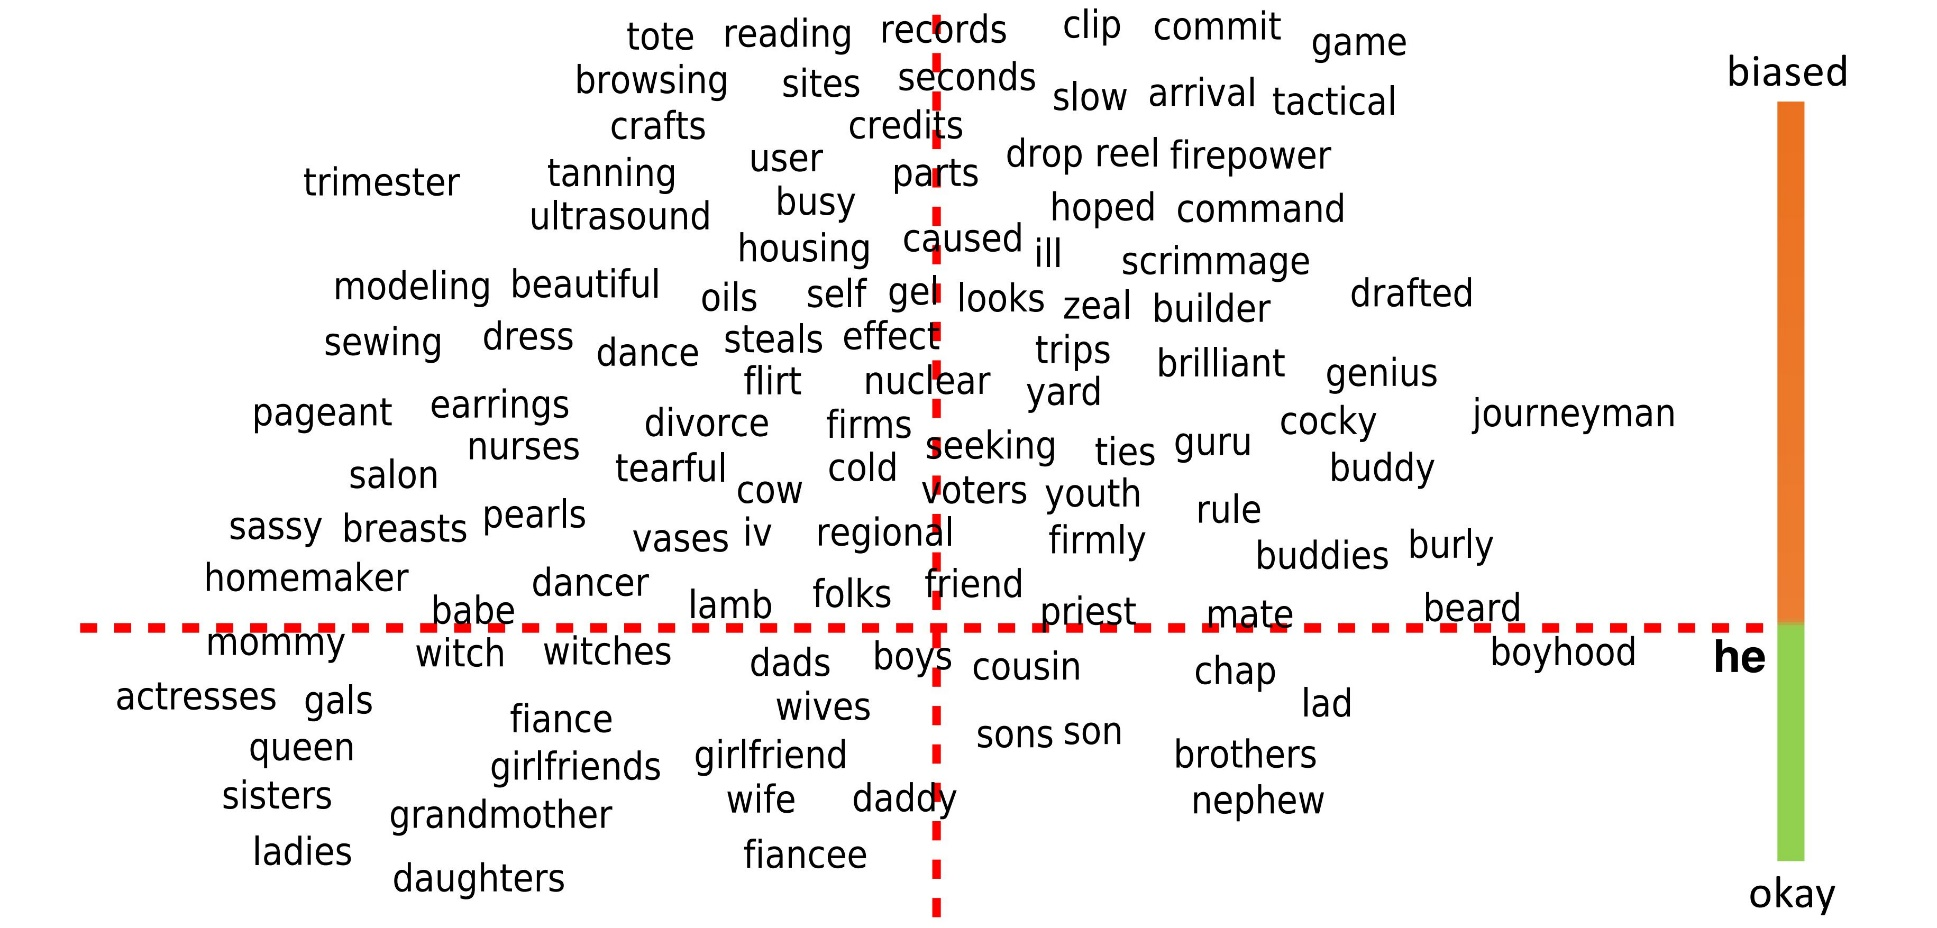 tote reading records clip commit game
browsing sites seconds slow arrival tactical biased
crafts credits
trimester tanning user parts drop reel firepower
ultrasound busy hoped command
housing caused ill scrimmage
modeling beautiful oils self gel looks zeal builder drafted
sewing dress dance steals effect trips brilliant genius
flirt nuclear yard
pageant earrings divorce firms cocky journeyman
nurses seeking ties guru
salon tearful cold buddy
cow voters youth rule
sassy breasts pearls vases iv regional firmly buddies burly
homemaker dancer folks friend
babe lamb priest mate beard
mommy witch witches dads boys cousin chap boyhood he
actresses gals fiance wives lad
queen girlfriends girlfriend sons son brothers
sisters grandmother wife daddy nephew
ladies fiancee
daughters okay